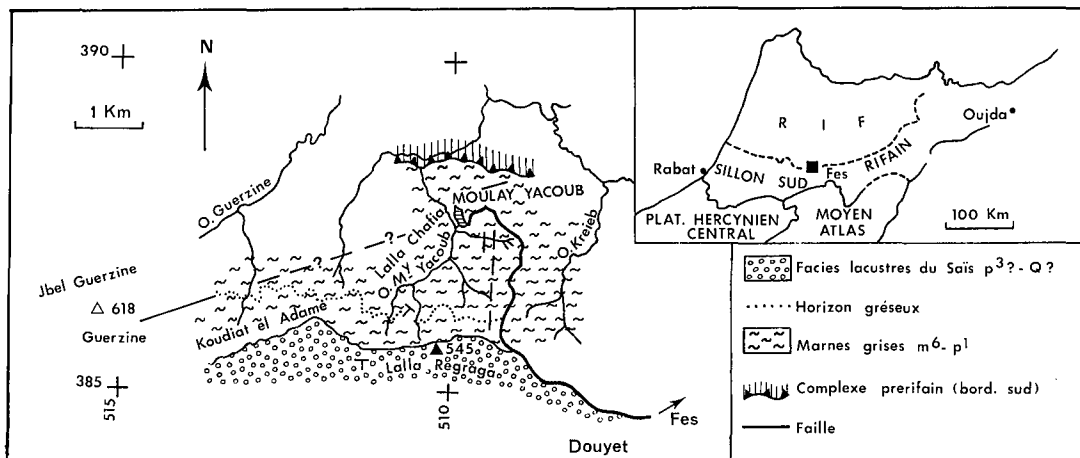 390
N
1 Km
O. Guerzine
MOULAY YACOUB
Lalla Chafia
O. My Yacoub
O. Kreieb
?
?
Jbel Guerzine
△ 618
Guerzine
Koudiat el Adame
▲ 545
T. Lalla Regraga
385
515
510
Fes
Douyet
R I F
Oujda
Rabat
SILLON SUD RIFAIN
Fes
PLAT. HERCYNIEN
CENTRAL
MOYEN
ATLAS
100 Km
Facies lacustres du Saïs p3?-Q?
Horizon gréseux
Marnes grises m6-p1
Complexe prerifain (bord. sud)
Faille